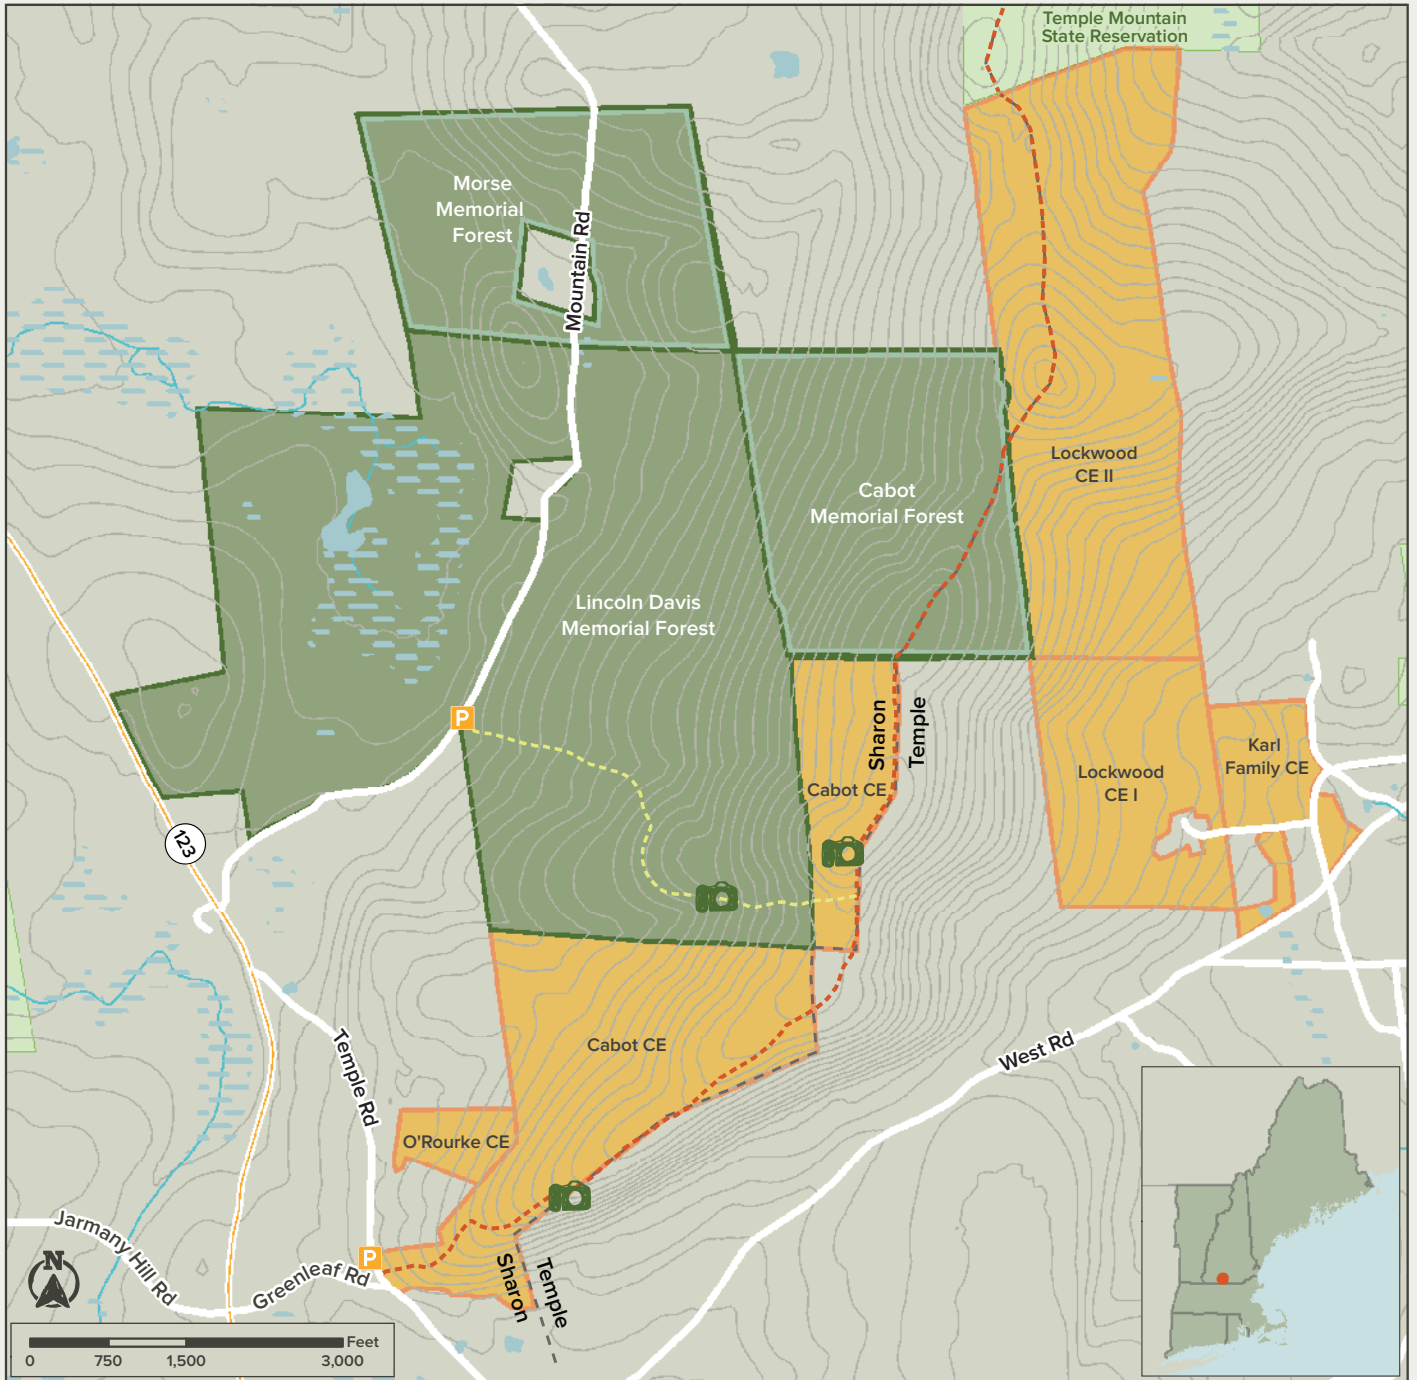 Temple Mountain
State Reservation
Morse
Memorial
Forest
Mountain Rd
Lockwood
CE II
Cabot
Memorial Forest
Lincoln Davis
Memorial Forest
P
Sharon
Temple
Karl
Family CE
Lockwood
CE I
Cabot CE
123
Temple Rd
Cabot CE
West Rd
O'Rourke CE
Jarmany Hill Rd
P
Greenleaf Rd
Sharon
Temple
N
Feet
0 750 1,500 3,000